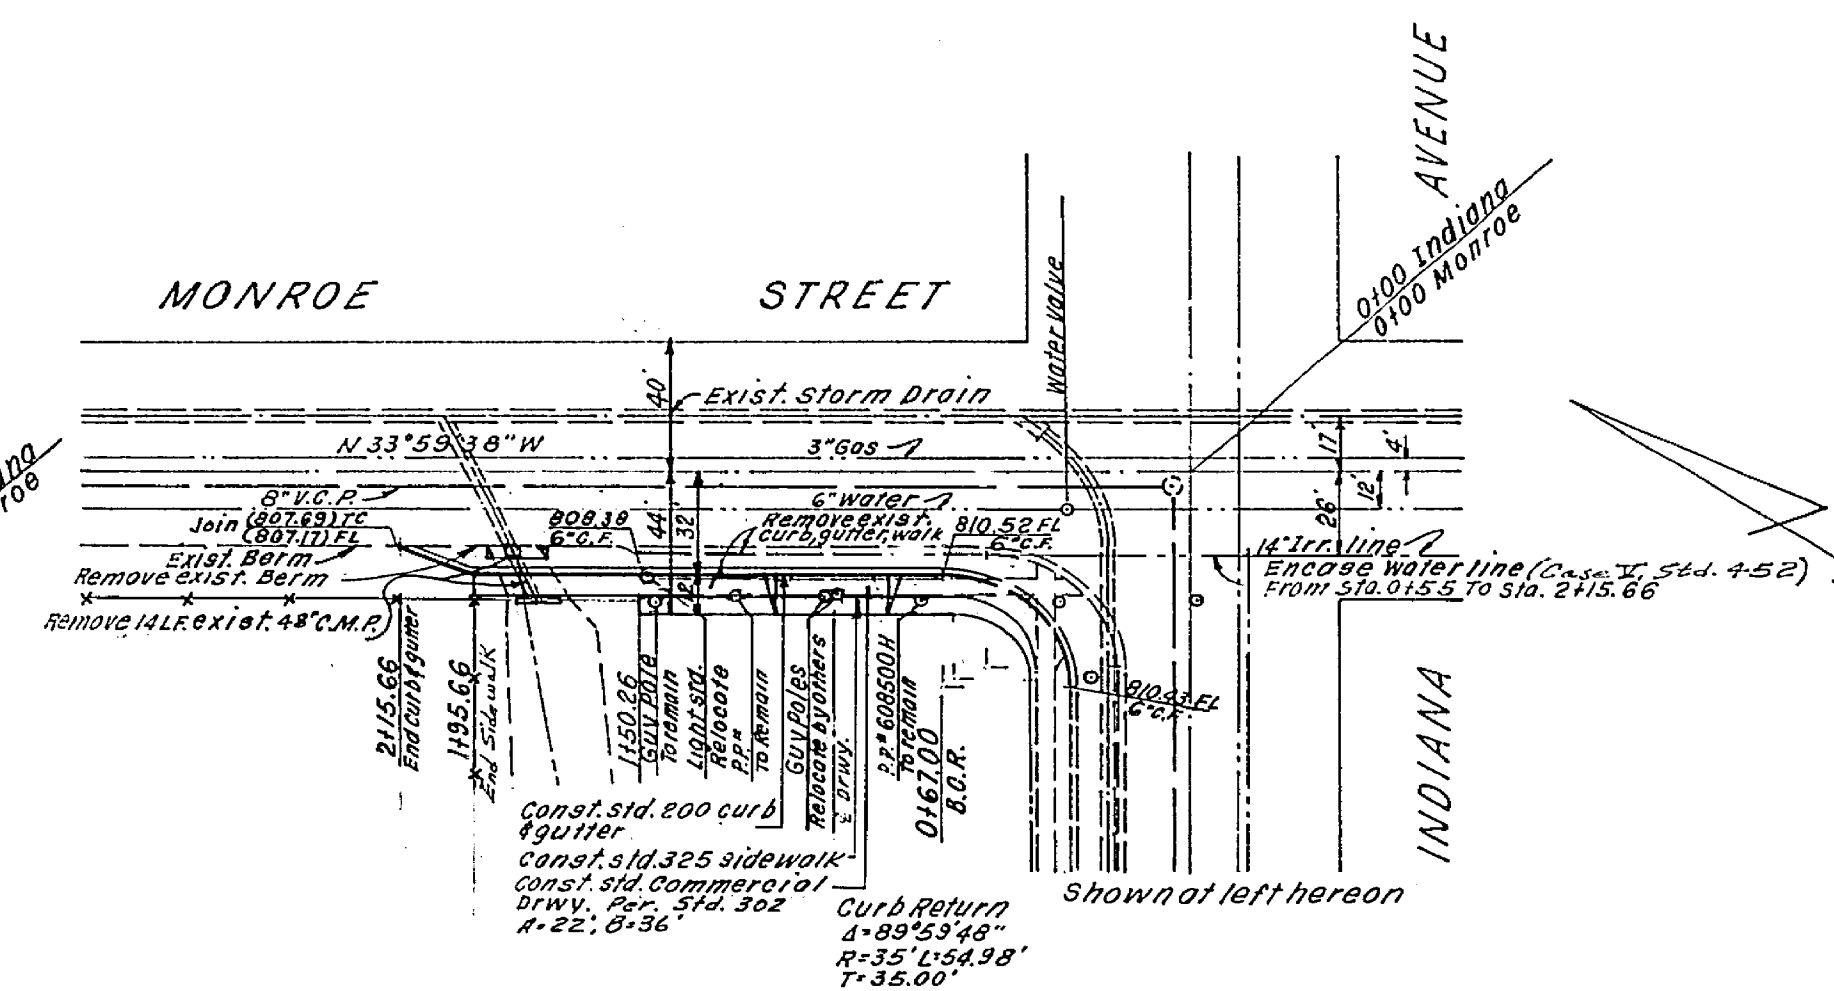 AVENUE
0+00 Indiana
0+00 Monroe
MONROE STREET
Water Valve
40'
Exist. Storm Drain
N 33°59'38" W
3" Gas
17'
4'
8" V.C.P.
6" Water
12'
26'
Join (807.69) TC
(807.17) FL
808.38
6" C.F.
44'
32'
Remove exist.
curb, gutter, walk
810.52 FL
6" C.F.
Exist. Berm
14" Irr. line
Remove exist. Berm
Encase water line (Case V, Std. 452)
From Sta. 0+55 To Sta. 2+15.66
12'
Remove 14 L.F. exist. 48" C.M.P.
2+15.66
End Curb & gutter
1+95.66
End Sidewalk
1+50.26
Guy Pole
To remain
Light std.
Relocate
P.P.#
To Remain
Guy Poles
Relocate by others
℄ Drwy.
P.P.# 608500H
To remain
0+67.00
B.C.R.
810.43 FL
6" C.F.
INDIANA
Const. Std. 200 curb
& gutter
Const. std. 325 sidewalk
Const. std. Commercial
Drwy. Per. Std. 302
A=22', B=36'
Shown at left hereon
Curb Return
Δ=89°59'48"
R=35' L=54.98'
T=35.00'